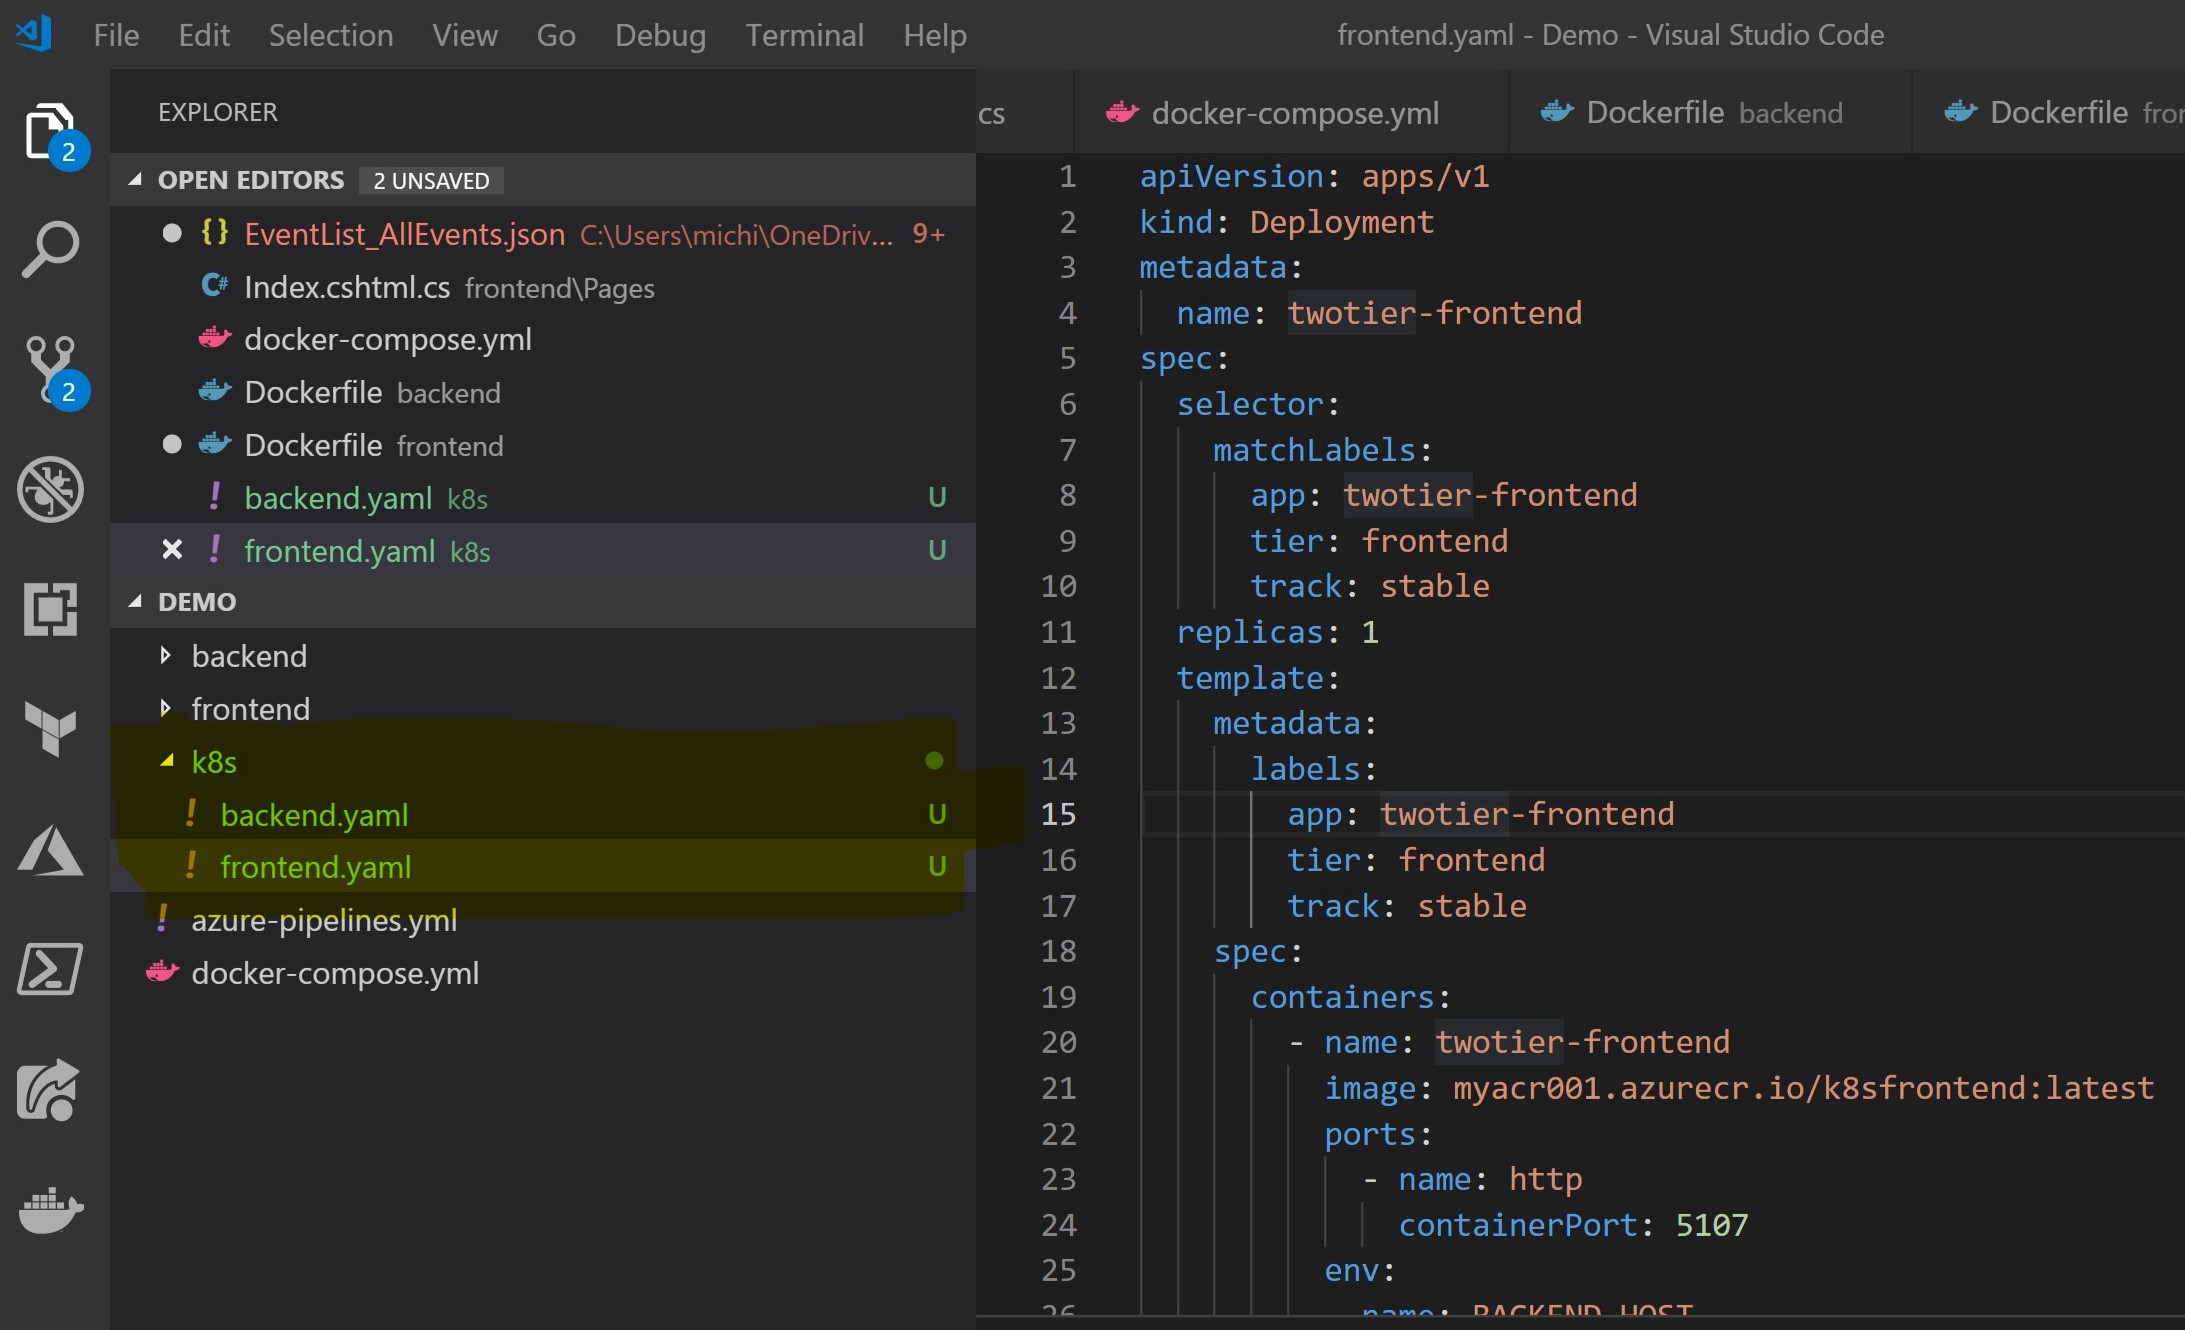 File Edit Selection View Go Debug Terminal Help frontend.yaml - Demo - Visual Studio Code
EXPLORER
2
OPEN EDITORS 2 UNSAVED
{} EventList_AllEvents.json C:\Users\michi\OneDriv... 9+
C# Index.cshtml.cs frontend\Pages
docker-compose.yml
2
Dockerfile backend
Dockerfile frontend
! backend.yaml k8s U
! frontend.yaml k8s U
DEMO
backend
frontend
k8s
! backend.yaml U
! frontend.yaml U
! azure-pipelines.yml
docker-compose.yml
.cs docker-compose.yml Dockerfile backend Dockerfile fror
1 apiVersion: apps/v1
2 kind: Deployment
3 metadata:
4 name: twotier-frontend
5 spec:
6 selector:
7 matchLabels:
8 app: twotier-frontend
9 tier: frontend
10 track: stable
11 replicas: 1
12 template:
13 metadata:
14 labels:
15 app: twotier-frontend
16 tier: frontend
17 track: stable
18 spec:
19 containers:
20 - name: twotier-frontend
21 image: myacr001.azurecr.io/k8sfrontend:latest
22 ports:
23 - name: http
24 containerPort: 5107
25 env:
26 - name: BACKEND_HOST